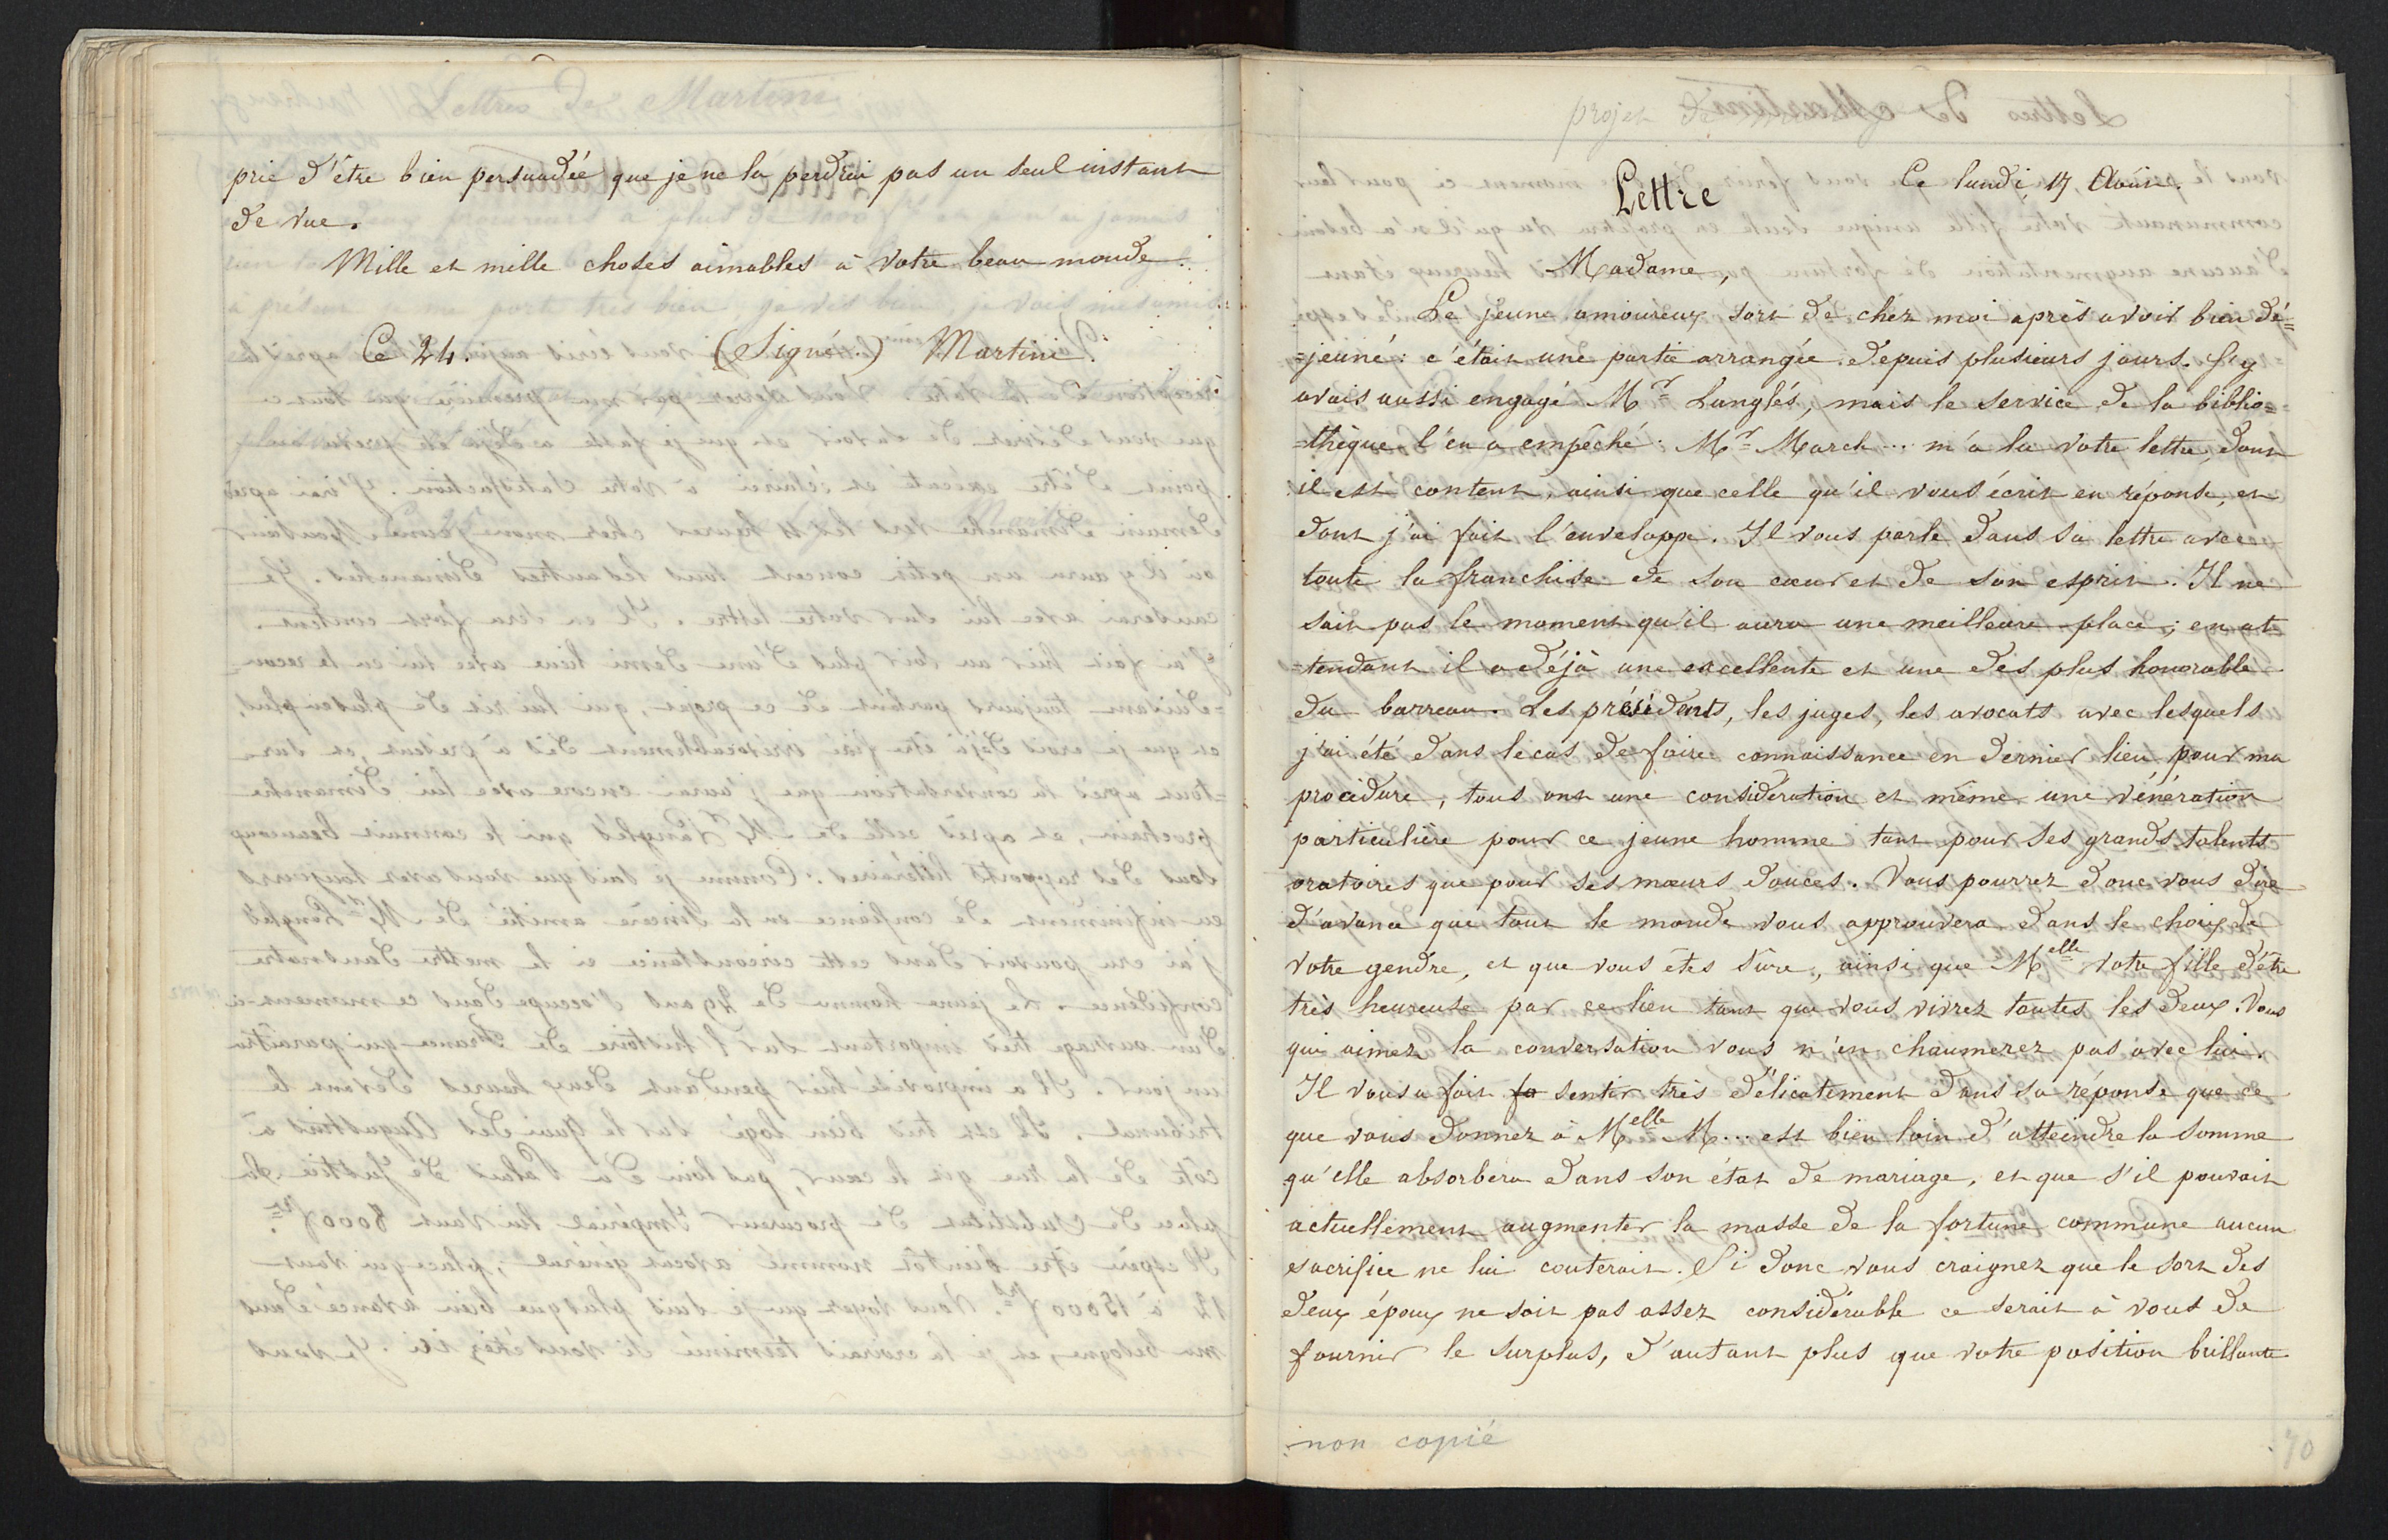 Lettres de Martini
prie d'être bien persuadée que je ne la perdrai pas un seul instant
de vue.
Mille et mille choses aimables à votre beau monde.
Ce 24. (Signé.) Martini.
projet de
Lettre Ce lundi 17 Août.
Madame,
Le jeune amoureux sort de chez moi après avoir bien dé=
=jeuné: c'était une partie arrangée depuis plusieurs jours. J'y
avais aussi engagé Mr Langlés, mais le service de la biblio=
=thèque l'en a empêché. Mr March... m'a lu votre lettre, dont
il est content, ainsi que celle qu'il vous écrit en réponse, et
dont j'ai fait l'enveloppe. Il vous parle dans sa lettre avec
toute la franchise de son cœur et de son esprit. Il ne
sait pas le moment qu'il aura une meilleure place; en at
=tendant il a déjà une excellente et une des plus honorable
du barreau. Les présidents, les juges, les avocats avec lesquels
j'ai été dans le cas de faire connaissance en dernier lieu pour ma
procédure, tous ont une considération et même une vénération
particulière pour ce jeune homme tant pour ses grands talents
oratoires que pour ses mœurs douces. Vous pourrez donc vous dire
d'avance que tout le monde vous approuvera dans le choix de
votre gendre, et que vous êtes sûre, ainsi que Melle votre fille d'être
très heureuse par ce lien tant que vous vivrez toutes les deux. Vous
qui aimez la conversation vous n'en chaumerez pas avec lui.
Il vous a fait fa sentir très délicatement dans sa réponse que ce
que vous donnez à Melle M... est bien loin d'atteindre la somme
qu'elle absorbera dans son état de mariage, et que s'il pouvait
actuellement augmenter la masse de la fortune commune aucun
sacrifice ne lui couterait. Si donc vous craignez que le sort des
deux époux ne soit pas assez considérable ce serait à vous de
fournir le surplus, d'autant plus que votre position brillante
non copié
70